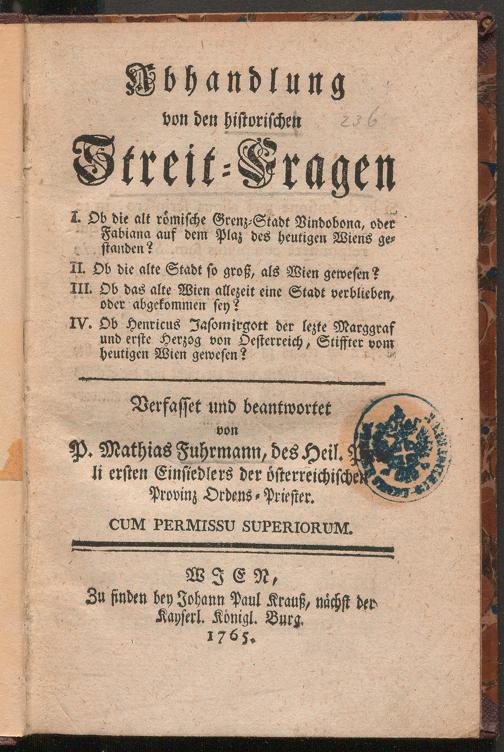 Abhandlung
von den historischen
236
Streit-Fragen
I. Ob die alt römische Grenz-Stadt Vindobona, oder
Fabiana auf dem Plaz des heutigen Wiens ge-
standen?
II. Ob die alte Stadt so groß, als Wien gewesen?
III. Ob das alte Wien allezeit eine Stadt verblieben,
oder abgekommen sey?
IV. Ob Henricus Jasomirgott der lezte Marggraf
und erste Herzog von Oesterreich, Stiffter vom
heutigen Wien gewesen?
Verfasset und beantwortet
von
P. Mathias Fuhrmann, des Heil.
li ersten Einsiedlers der österreichischen
Provinz Ordens-Priester.
CUM PERMISSU SUPERIORUM.
WIEN,
Zu finden bey Johann Paul Krauß, nächst der
Kayserl. Königl. Burg.
1765.